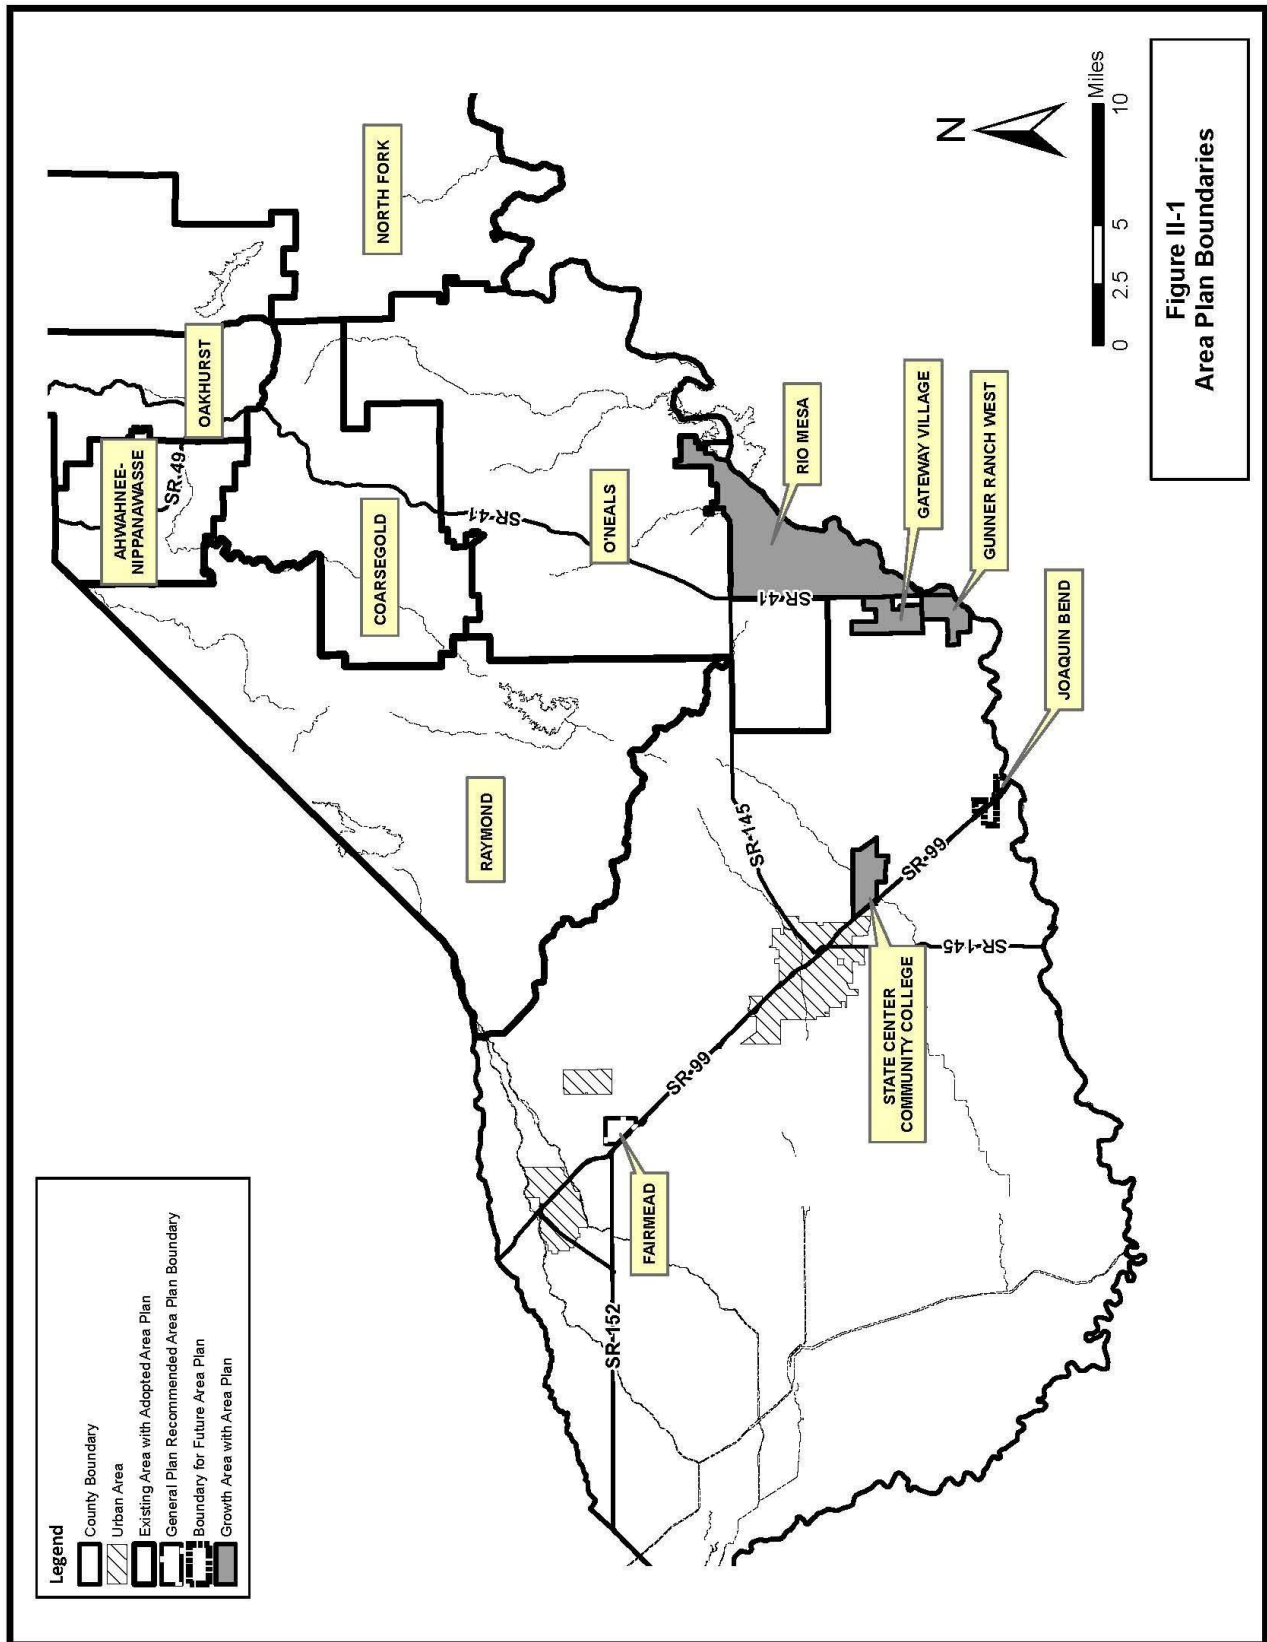 Legend
County Boundary
Urban Area
Existing Area with Adopted Area Plan
General Plan Recommended Area Plan Boundary
Boundary for Future Area Plan
Growth Area with Area Plan
AHWAHNEE-
NIPPANAWASSE
SR-49
OAKHURST
NORTH FORK
COARSEGOLD
SR-41
O'NEALS
RAYMOND
RIO MESA
SR-41
GATEWAY VILLAGE
GUNNER RANCH WEST
JOAQUIN BEND
SR-145
SR-99
SR-145
STATE CENTER
COMMUNITY COLLEGE
SR-99
FAIRMEAD
SR-152
N
0 2.5 5 10
Miles
Figure II-1
Area Plan Boundaries